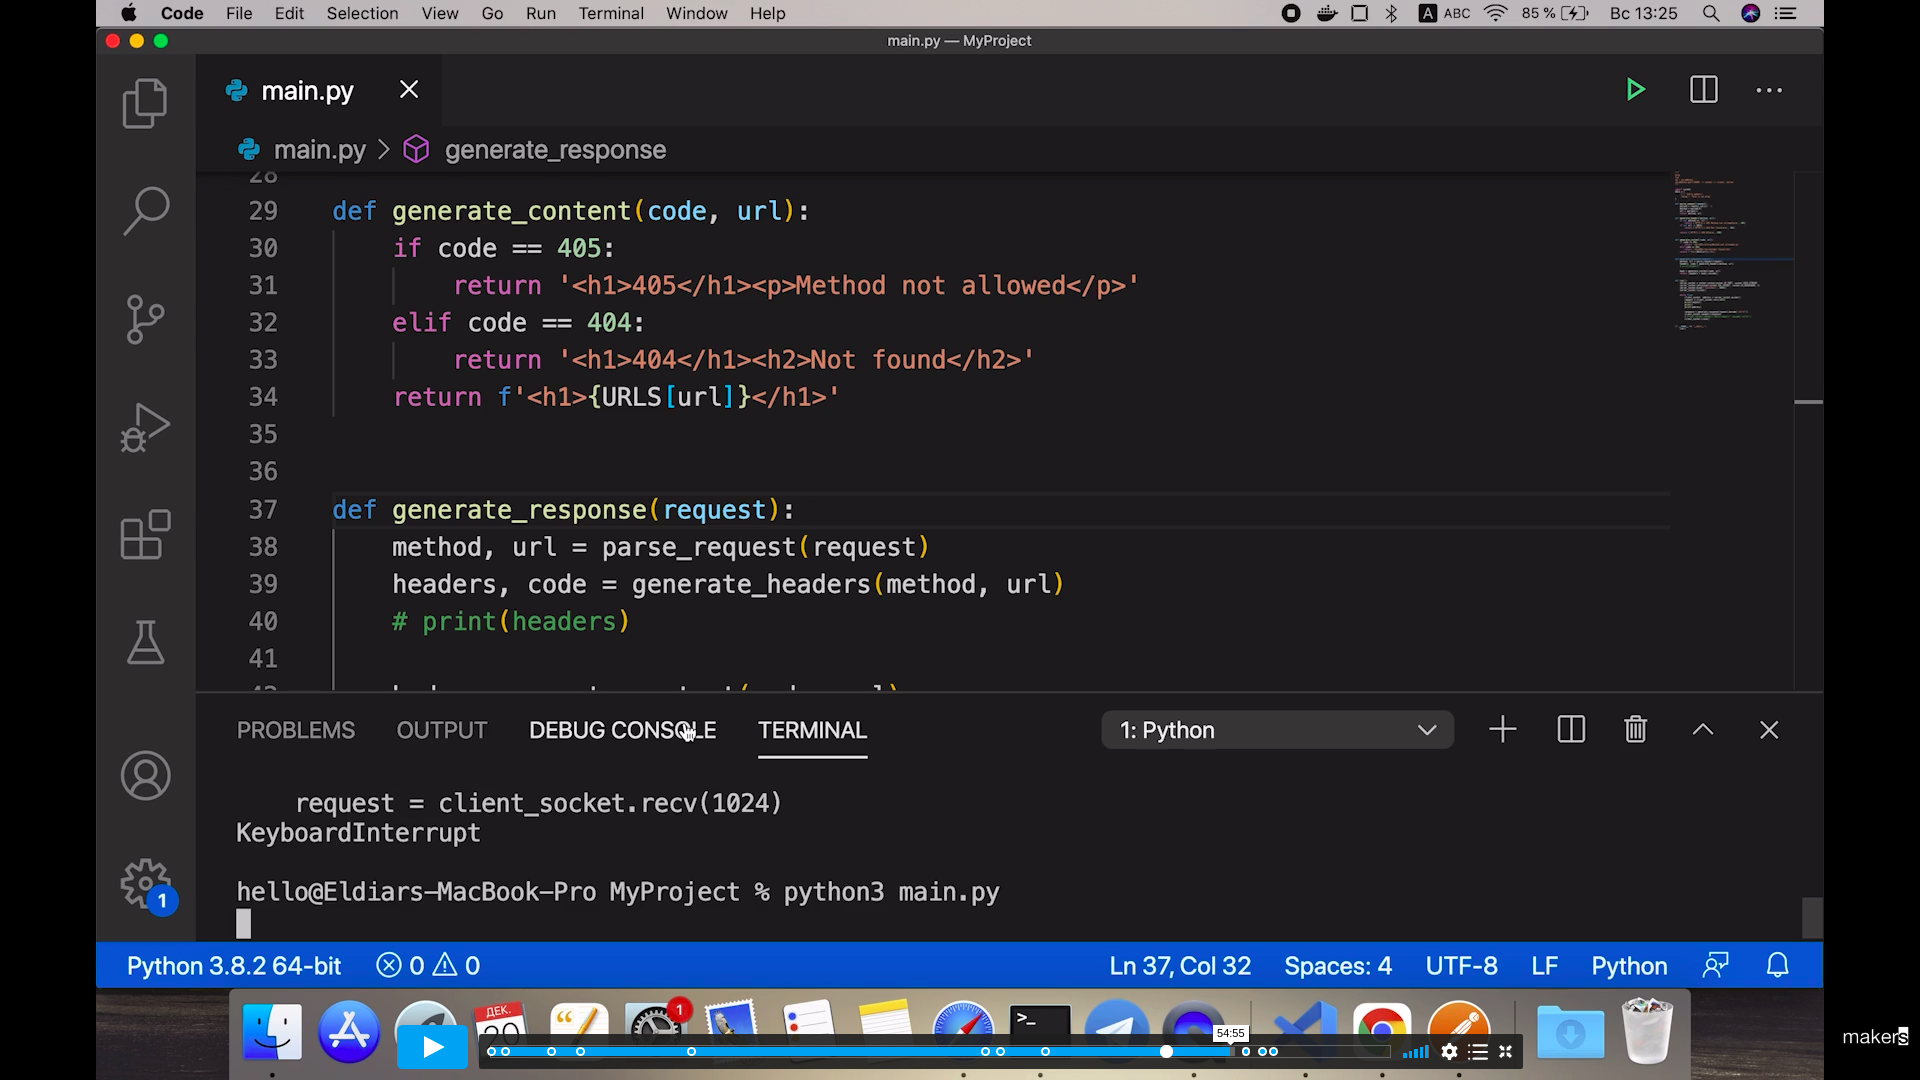 Code File Edit Selection View Go Run Terminal Window Help A ABC 85 % Вс 13:25
main.py — MyProject
main.py
main.py > generate_response
28
29 def generate_content(code, url):
30 if code == 405:
31 return '<h1>405</h1><p>Method not allowed</p>'
32 elif code == 404:
33 return '<h1>404</h1><h2>Not found</h2>'
34 return f'<h1>{URLS[url]}</h1>'
35
36
37 def generate_response(request):
38 method, url = parse_request(request)
39 headers, code = generate_headers(method, url)
40 # print(headers)
41
PROBLEMS OUTPUT DEBUG CONSOLE TERMINAL 1: Python
request = client_socket.recv(1024)
KeyboardInterrupt
hello@Eldiars-MacBook-Pro MyProject % python3 main.py
1
Python 3.8.2 64-bit 0 0 Ln 37, Col 32 Spaces: 4 UTF-8 LF Python
ДЕК.
1
54:55
makers